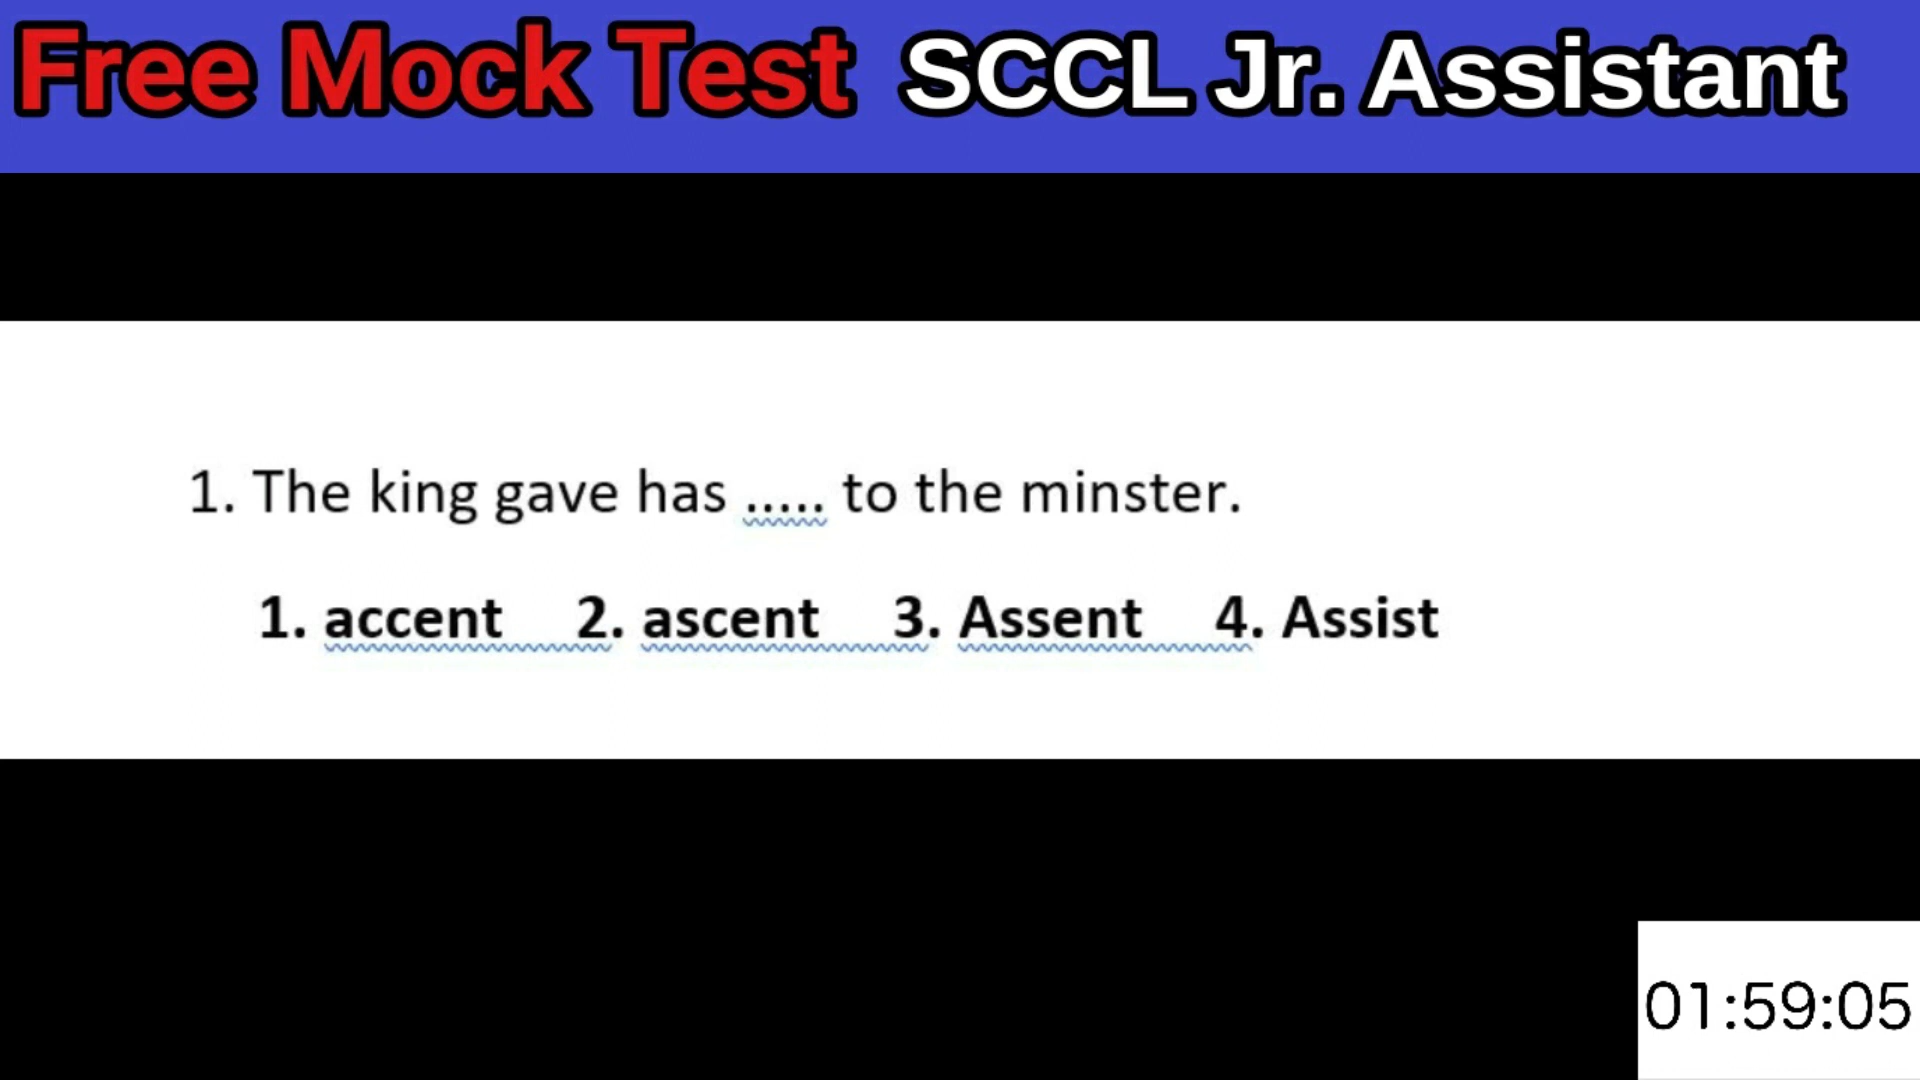 Free Mock Test SCCL Jr. Assistant
1. The king gave has ..... to the minster.
1. accent 2. ascent 3. Assent 4. Assist
01:59:05